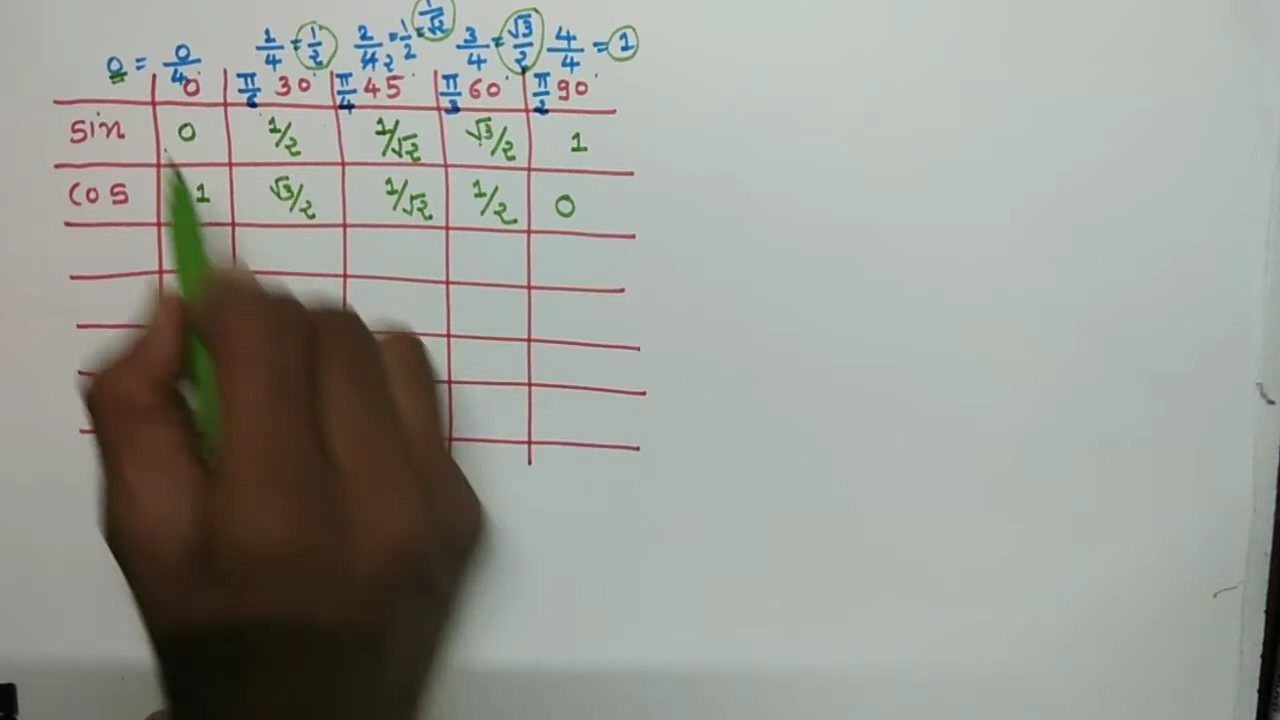 0 = 0/4 1/4 = 1/2 2/4 2 = 1/2 = 1/√2 3/4 = √3/2 4/4 = 1
0° π/6 30° π/4 45° π/3 60° π/2 90°
sin 0 1/2 1/√2 √3/2 1
cos 1 √3/2 1/√2 1/2 0